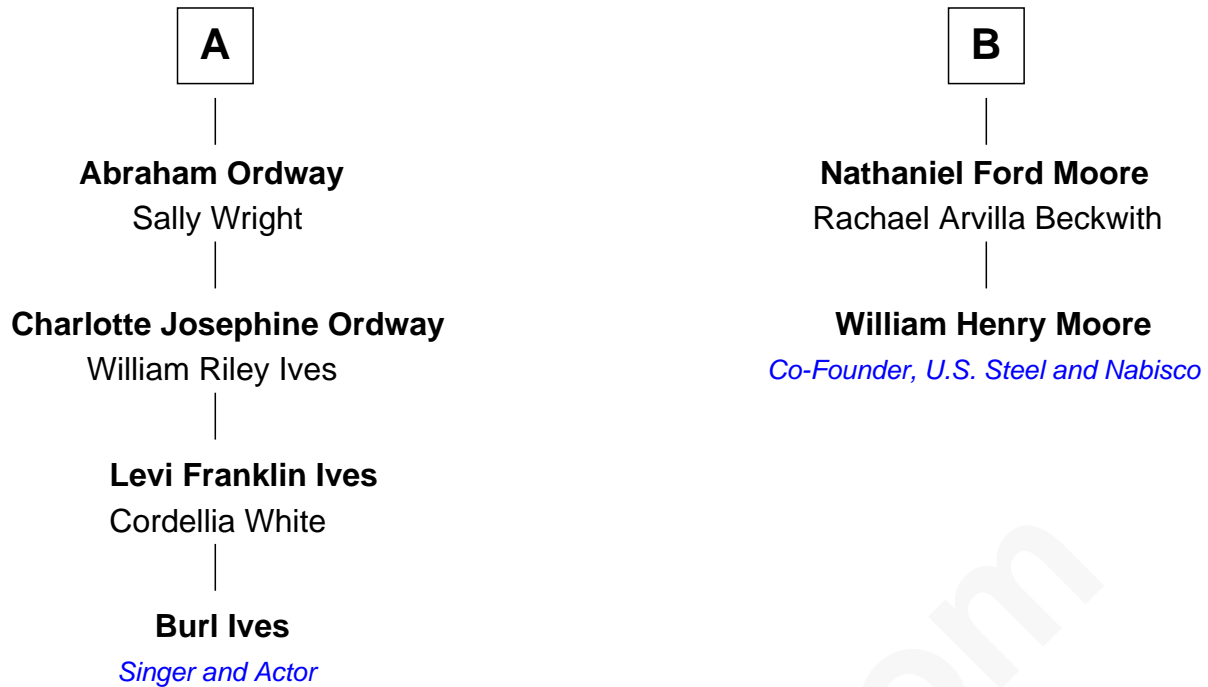 A
Abraham Ordway
Sally Wright
Charlotte Josephine Ordway
William Riley Ives
Levi Franklin Ives
Cordellia White
Burl Ives
Singer and Actor
B
Nathaniel Ford Moore
Rachael Arvilla Beckwith
William Henry Moore
Co-Founder, U.S. Steel and Nabisco
om